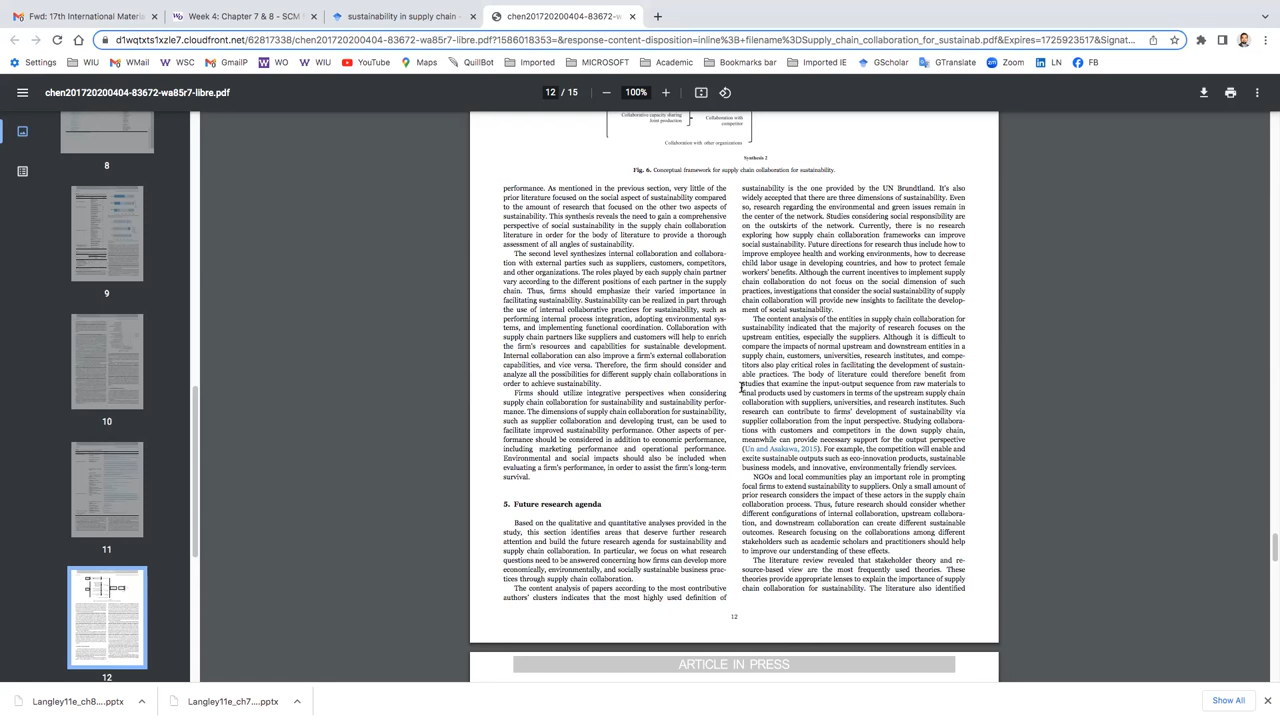 Fwd: 17th International Materi
Week 4: Chapter 7 & 8 - SCM
sustainability in supply chain -
chen201720200404-83672-w
d1wqtxts1xzle7.cloudfront.net/62817338/chen201720200404-83672-wa85r7-libre.pdf?1586018353=&response-content-disposition=inline%3B+filename%3DSupply_chain_collaboration_for_sustainab.pdf&Expires=1725923517&Signat...
Settings
WIU
WMail
WSC
GmailP
WO
WIU
YouTube
Maps
QuillBot
Imported
MICROSOFT
Academic
Bookmarks bar
Imported IE
GScholar
GTranslate
Zoom
LN
FB
chen201720200404-83672-wa85r7-libre.pdf
12 / 15
100%
8
9
10
11
12
Collaborative capacity sharing
Joint production
Collaboration with
competitor
Collaboration with other organizations
Synthesis 2
Fig. 6. Conceptual framework for supply chain collaboration for sustainability.
performance. As mentioned in the previous section, very little of the
prior literature focused on the social aspect of sustainability compared
to the amount of research that focused on the other two aspects of
sustainability. This synthesis reveals the need to gain a comprehensive
perspective of social sustainability in the supply chain collaboration
literature in order for the body of literature to provide a thorough
assessment of all angles of sustainability.
The second level synthesizes internal collaboration and collabora-
tion with external parties such as suppliers, customers, competitors,
and other organizations. The roles played by each supply chain partner
vary according to the different positions of each partner in the supply
chain. Thus, firms should emphasize their varied importance in
facilitating sustainability. Sustainability can be realized in part through
the use of internal collaborative practices for sustainability, such as
performing internal process integration, adopting environmental sys-
tems, and implementing functional coordination. Collaboration with
supply chain partners like suppliers and customers will help to enrich
the firm's resources and capabilities for sustainable development.
Internal collaboration can also improve a firm's external collaboration
capabilities, and vice versa. Therefore, the firm should consider and
analyze all the possibilities for different supply chain collaborations in
order to achieve sustainability.
Firms should utilize integrative perspectives when considering
supply chain collaboration for sustainability and sustainability perfor-
mance. The dimensions of supply chain collaboration for sustainability,
such as supplier collaboration and developing trust, can be used to
facilitate improved sustainability performance. Other aspects of per-
formance should be considered in addition to economic performance,
including marketing performance and operational performance.
Environmental and social impacts should also be included when
evaluating a firm's performance, in order to assist the firm's long-term
survival.
5. Future research agenda
Based on the qualitative and quantitative analyses provided in the
study, this section identifies areas that deserve further research
attention and build the future research agenda for sustainability and
supply chain collaboration. In particular, we focus on what research
questions need to be answered concerning how firms can develop more
economically, environmentally, and socially sustainable business prac-
tices through supply chain collaboration.
The content analysis of papers according to the most contributive
authors' clusters indicates that the most highly used definition of
sustainability is the one provided by the UN Brundtland. It's also
widely accepted that there are three dimensions of sustainability. Even
so, research regarding the environmental and green issues remain in
the center of the network. Studies considering social responsibility are
on the outskirts of the network. Currently, there is no research
exploring how supply chain collaboration frameworks can improve
social sustainability. Future directions for research thus include how to
improve employee health and working environments, how to decrease
child labor usage in developing countries, and how to protect female
workers' benefits. Although the current incentives to implement supply
chain collaboration do not focus on the social dimension of such
practices, investigations that consider the social sustainability of supply
chain collaboration will provide new insights to facilitate the develop-
ment of social sustainability.
The content analysis of the entities in supply chain collaboration for
sustainability indicated that the majority of research focuses on the
upstream entities, especially the suppliers. Although it is difficult to
compare the impacts of normal upstream and downstream entities in a
supply chain, customers, universities, research institutes, and compe-
titors also play critical roles in facilitating the development of sustain-
able practices. The body of literature could therefore benefit from
studies that examine the input-output sequence from raw materials to
final products used by customers in terms of the upstream supply chain
collaboration with suppliers, universities, and research institutes. Such
research can contribute to firms' development of sustainability via
supplier collaboration from the input perspective. Studying collabora-
tions with customers and competitors in the down supply chain,
meanwhile can provide necessary support for the output perspective
(Un and Asakawa, 2015). For example, the competition will enable and
excite sustainable outputs such as eco-innovation products, sustainable
business models, and innovative, environmentally friendly services.
NGOs and local communities play an important role in prompting
focal firms to extend sustainability to suppliers. Only a small amount of
prior research considers the impact of these actors in the supply chain
collaboration process. Thus, future research should consider whether
different configurations of internal collaboration, upstream collabora-
tion, and downstream collaboration can create different sustainable
outcomes. Research focusing on the collaborations among different
stakeholders such as academic scholars and practitioners should help
to improve our understanding of these effects.
The literature review revealed that stakeholder theory and re-
source-based view are the most frequently used theories. These
theories provide appropriate lenses to explain the importance of supply
chain collaboration for sustainability. The literature also identified
12
ARTICLE IN PRESS
Langley11e_ch8....pptx
Langley11e_ch7....pptx
Show All